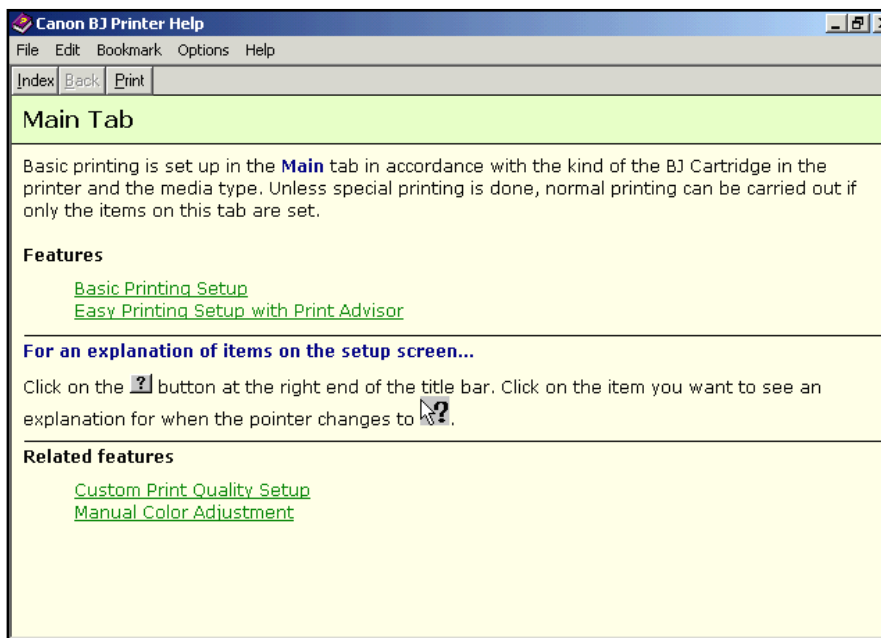 Canon BJ Printer Help
File Edit Bookmark Options Help
Index Back Print
Main Tab
Basic printing is set up in the Main tab in accordance with the kind of the BJ Cartridge in the
printer and the media type. Unless special printing is done, normal printing can be carried out if
only the items on this tab are set.
Features
Basic Printing Setup
Easy Printing Setup with Print Advisor
For an explanation of items on the setup screen...
Click on the ? button at the right end of the title bar. Click on the item you want to see an
explanation for when the pointer changes to ?.
Related features
Custom Print Quality Setup
Manual Color Adjustment